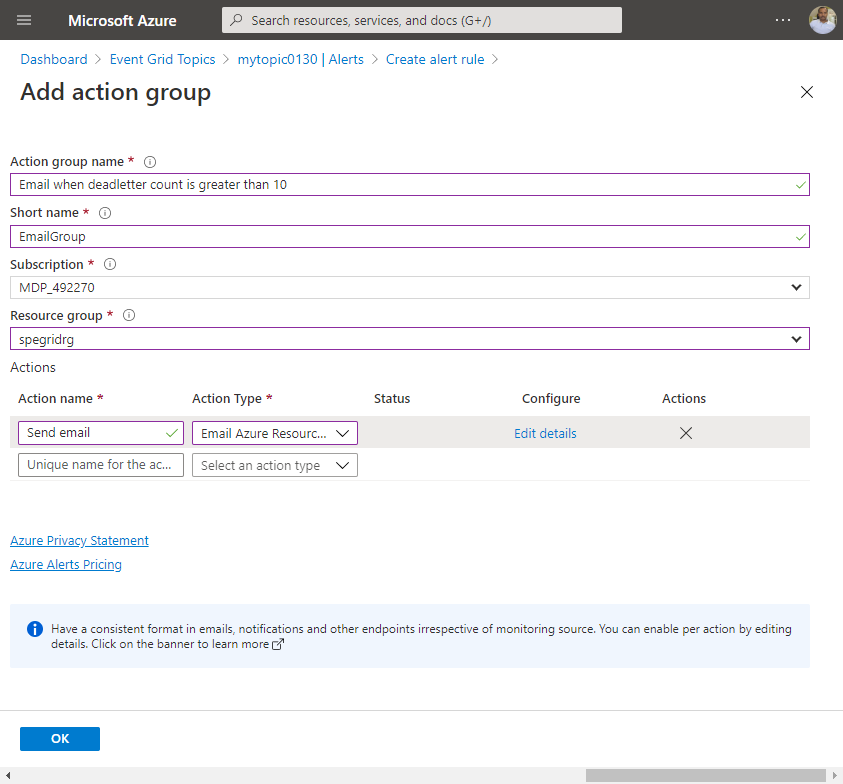 Microsoft Azure
Search resources, services, and docs (G+/)
Dashboard > Event Grid Topics > mytopic0130 | Alerts > Create alert rule >
Add action group
Action group name *
Email when deadletter count is greater than 10
Short name *
EmailGroup
Subscription *
MDP_492270
Resource group *
spegridrg
Actions
Action name * Action Type * Status Configure Actions
Send email Email Azure Resourc... Edit details
Unique name for the ac... Select an action type
Azure Privacy Statement
Azure Alerts Pricing
Have a consistent format in emails, notifications and other endpoints irrespective of monitoring source. You can enable per action by editing
details. Click on the banner to learn more
OK